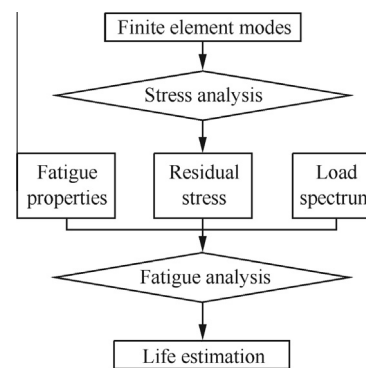 Finite element modes
Stress analysis
Fatigue
properties
Residual
stress
Load
spectrum
Fatigue analysis
Life estimation